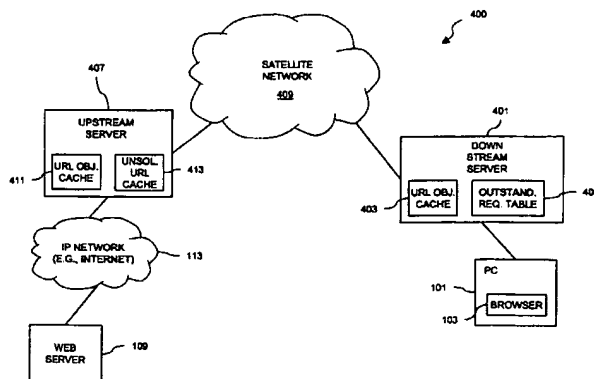 400
407
SATELLITE
NETWORK
409
UPSTREAM
SERVER
401
DOWN
STREAM
SERVER
411
URL OBJ.
CACHE
UNSOL.
URL
CACHE
413
403
URL OBJ.
CACHE
OUTSTAND.
REQ. TABLE
40
IP NETWORK
(E.G., INTERNET)
113
PC
101
BROWSER
103
WEB
SERVER
109